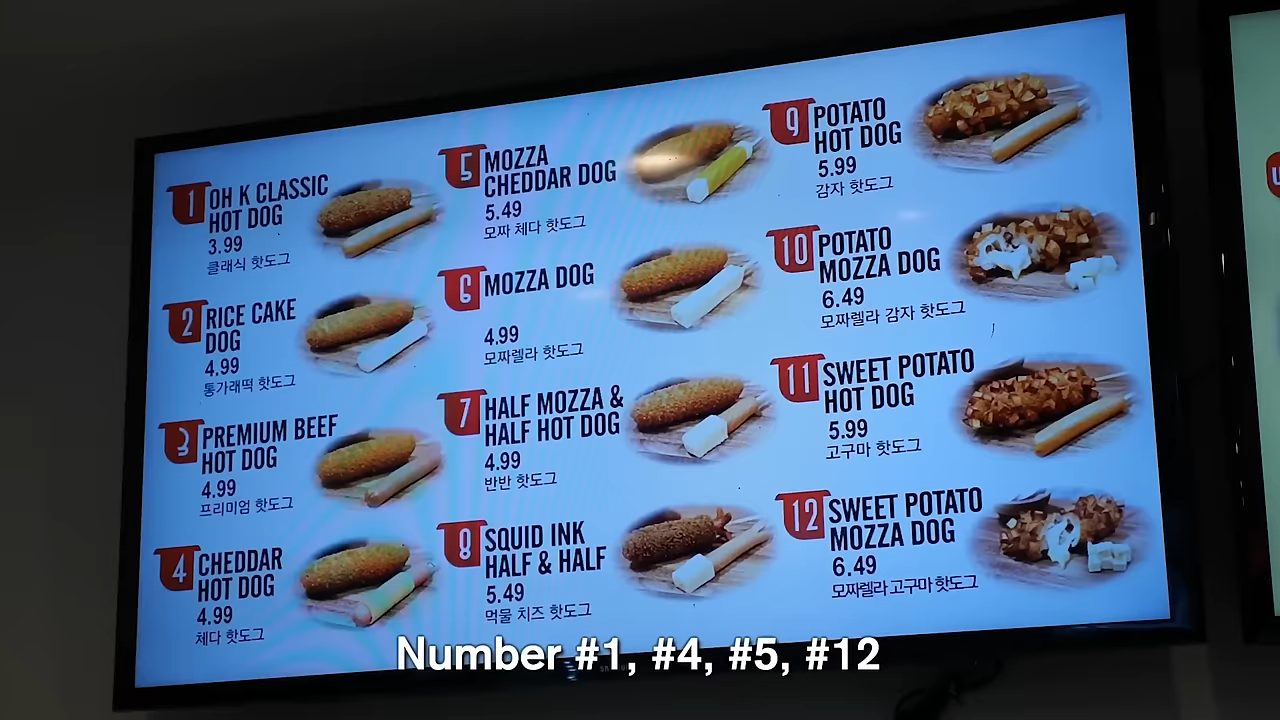 1
OH K CLASSIC
HOT DOG
3.99
클래식 핫도그
2
RICE CAKE
DOG
4.99
통가래떡 핫도그
3
PREMIUM BEEF
HOT DOG
4.99
프리미엄 핫도그
4
CHEDDAR
HOT DOG
4.99
체다 핫도그
5
MOZZA
CHEDDAR DOG
5.49
모짜 체다 핫도그
6
MOZZA DOG
4.99
모짜렐라 핫도그
7
HALF MOZZA &
HALF HOT DOG
4.99
반반 핫도그
8
SQUID INK
HALF & HALF
5.49
먹물 치즈 핫도그
9
POTATO
HOT DOG
5.99
감자 핫도그
10
POTATO
MOZZA DOG
6.49
모짜렐라 감자 핫도그
11
SWEET POTATO
HOT DOG
5.99
고구마 핫도그
12
SWEET POTATO
MOZZA DOG
6.49
모짜렐라 고구마 핫도그
Number #1, #4, #5, #12